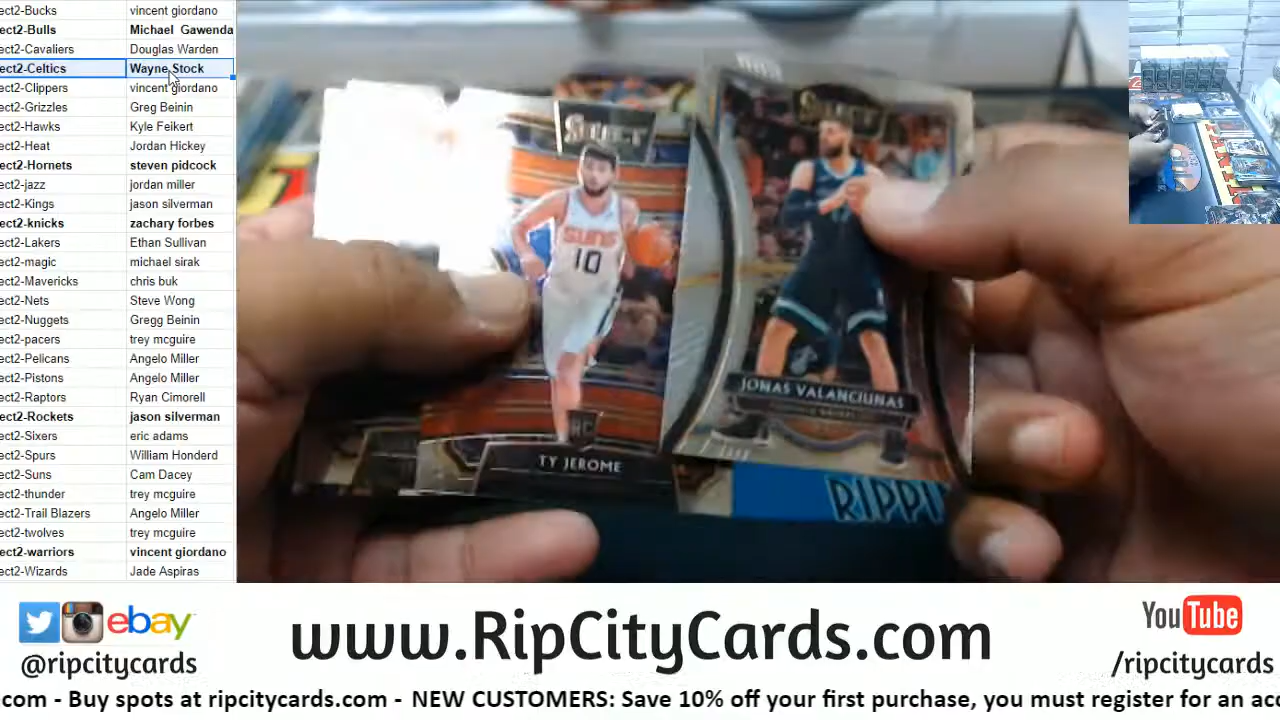 ect2-Bucks vincent giordano
ect2-Bulls Michael Gawenda
ect2-Cavaliers Douglas Warden
ect2-Celtics Wayne Stock
ect2-Clippers vincent giordano
ect2-Grizzles Greg Beinin
ect2-Hawks Kyle Feikert
ect2-Heat Jordan Hickey
ect2-Hornets steven pidcock
ect2-jazz jordan miller
ect2-Kings jason silverman
ect2-knicks zachary forbes
ect2-Lakers Ethan Sullivan
ect2-magic michael sirak
ect2-Mavericks chris buk
ect2-Nets Steve Wong
ect2-Nuggets Gregg Beinin
ect2-pacers trey mcguire
ect2-Pelicans Angelo Miller
ect2-Pistons Angelo Miller
ect2-Raptors Ryan Cimorell
ect2-Rockets jason silverman
ect2-Sixers eric adams
ect2-Spurs William Honderd
ect2-Suns Cam Dacey
ect2-thunder trey mcguire
ect2-Trail Blazers Angelo Miller
ect2-twolves trey mcguire
ect2-warriors vincent giordano
ect2-Wizards Jade Aspiras
SELECT
SUNS
10
RC
TY JEROME
SELECT
JONAS VALANCIUNAS
RIPPI
ebay
@ripcitycards
www.RipCityCards.com
YouTube
/ripcitycards
.com - Buy spots at ripcitycards.com - NEW CUSTOMERS: Save 10% off your first purchase, you must register for an acc